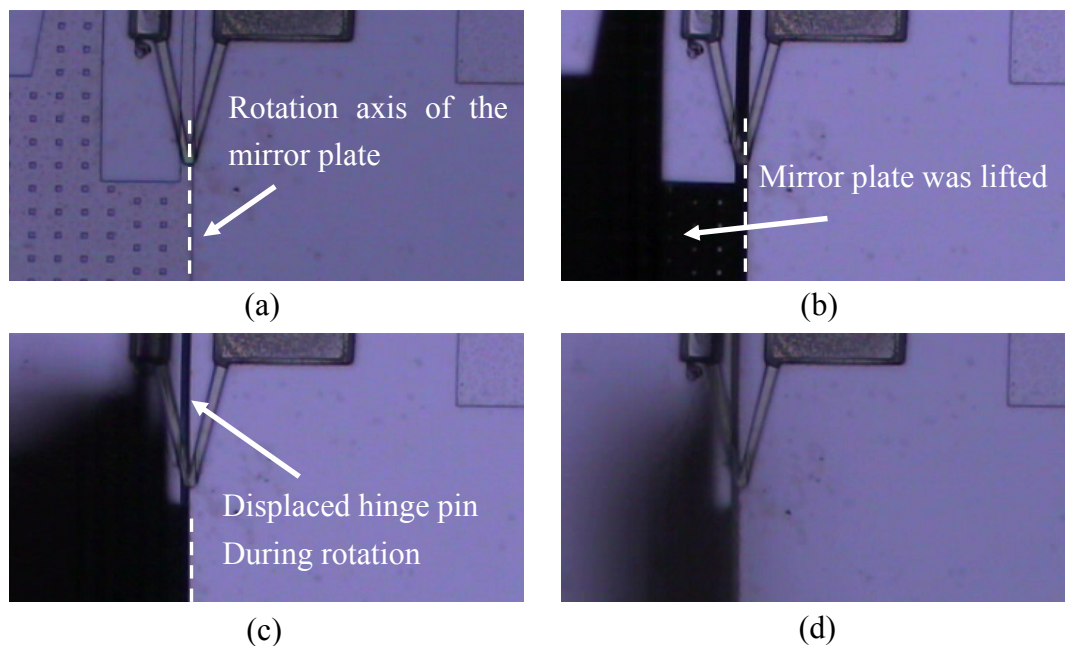 Rotation axis of the
mirror plate
(a)
Mirror plate was lifted
(b)
Displaced hinge pin
During rotation
(c)
(d)